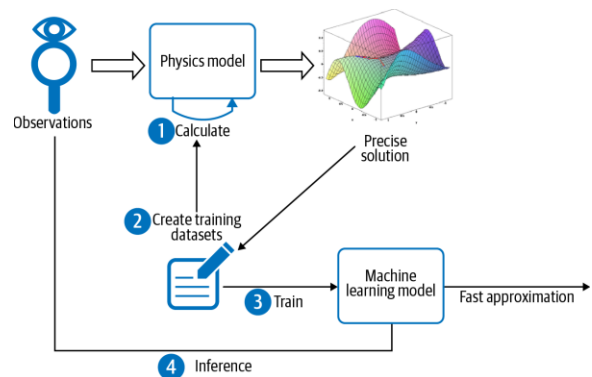 Physics model
Observations
1 Calculate
Precise
solution
2 Create training
datasets
Machine
learning model
3 Train
Fast approximation
4 Inference